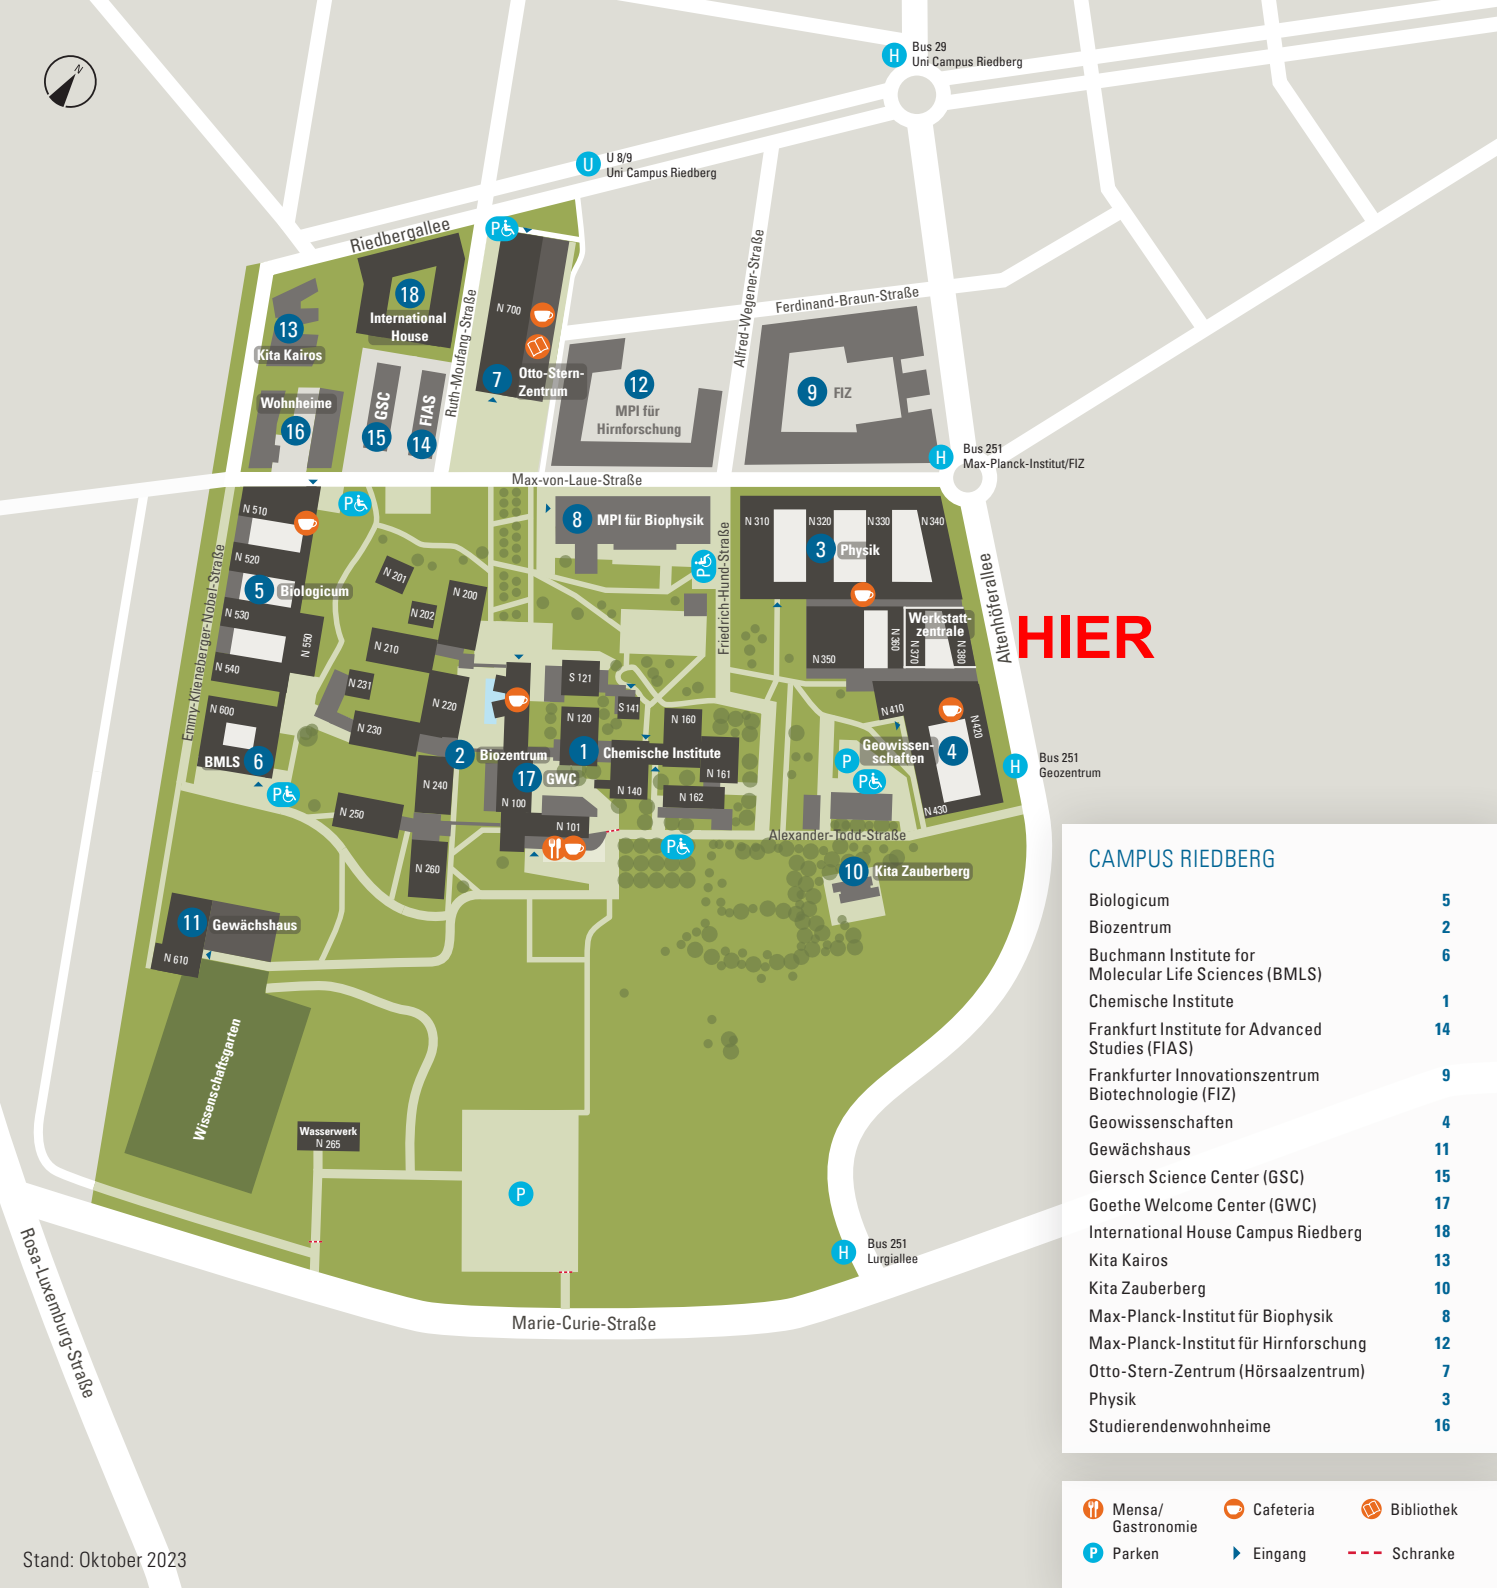 N
H
Bus 29
Uni Campus Riedberg
U
U 8/9
Uni Campus Riedberg
P
Riedbergallee
Ruth-Moufang-Straße
Alfred-Wegener-Straße
Ferdinand-Braun-Straße
18
International
House
N 700
13
Kita Kairos
7
Otto-Stern-
Zentrum
12
MPI für
Hirnforschung
9
FIZ
Wohnheime
16
GSC
15
FIAS
14
H
Bus 251
Max-Planck-Institut/FIZ
Max-von-Laue-Straße
P
N 510
N 520
5
Biologicum
N 530
N 540
N 550
Emmy-Klieneberger-Nobel-Straße
8
MPI für Biophysik
P
Friedrich-Hund-Straße
N 310
N 320
N 330
N 340
3
Physik
Altenhöferallee
HIER
Werkstatt-
zentrale
N 350
N 360
N 370
N 380
N 201
N 202
N 200
N 210
N 231
N 220
N 230
N 600
BMLS
6
P
S 121
S 141
N 120
N 160
1
Chemische Institute
N 161
N 140
N 162
2
Biozentrum
17
GWC
N 240
N 100
N 101
N 250
N 260
N 410
N 420
Geowissen-
schaften
4
P
P
N 430
H
Bus 251
Geozentrum
P
Alexander-Todd-Straße
10
Kita Zauberberg
11
Gewächshaus
N 610
Wissenschaftsgarten
Wasserwerk
N 265
P
H
Bus 251
Lurgiallee
Marie-Curie-Straße
Rosa-Luxemburg-Straße
CAMPUS RIEDBERG
Biologicum 5
Biozentrum 2
Buchmann Institute for 6
Molecular Life Sciences (BMLS)
Chemische Institute 1
Frankfurt Institute for Advanced 14
Studies (FIAS)
Frankfurter Innovationszentrum 9
Biotechnologie (FIZ)
Geowissenschaften 4
Gewächshaus 11
Giersch Science Center (GSC) 15
Goethe Welcome Center (GWC) 17
International House Campus Riedberg 18
Kita Kairos 13
Kita Zauberberg 10
Max-Planck-Institut für Biophysik 8
Max-Planck-Institut für Hirnforschung 12
Otto-Stern-Zentrum (Hörsaalzentrum) 7
Physik 3
Studierendenwohnheime 16
Mensa/
Gastronomie
Cafeteria
Bibliothek
P Parken
Eingang
Schranke
Stand: Oktober 2023